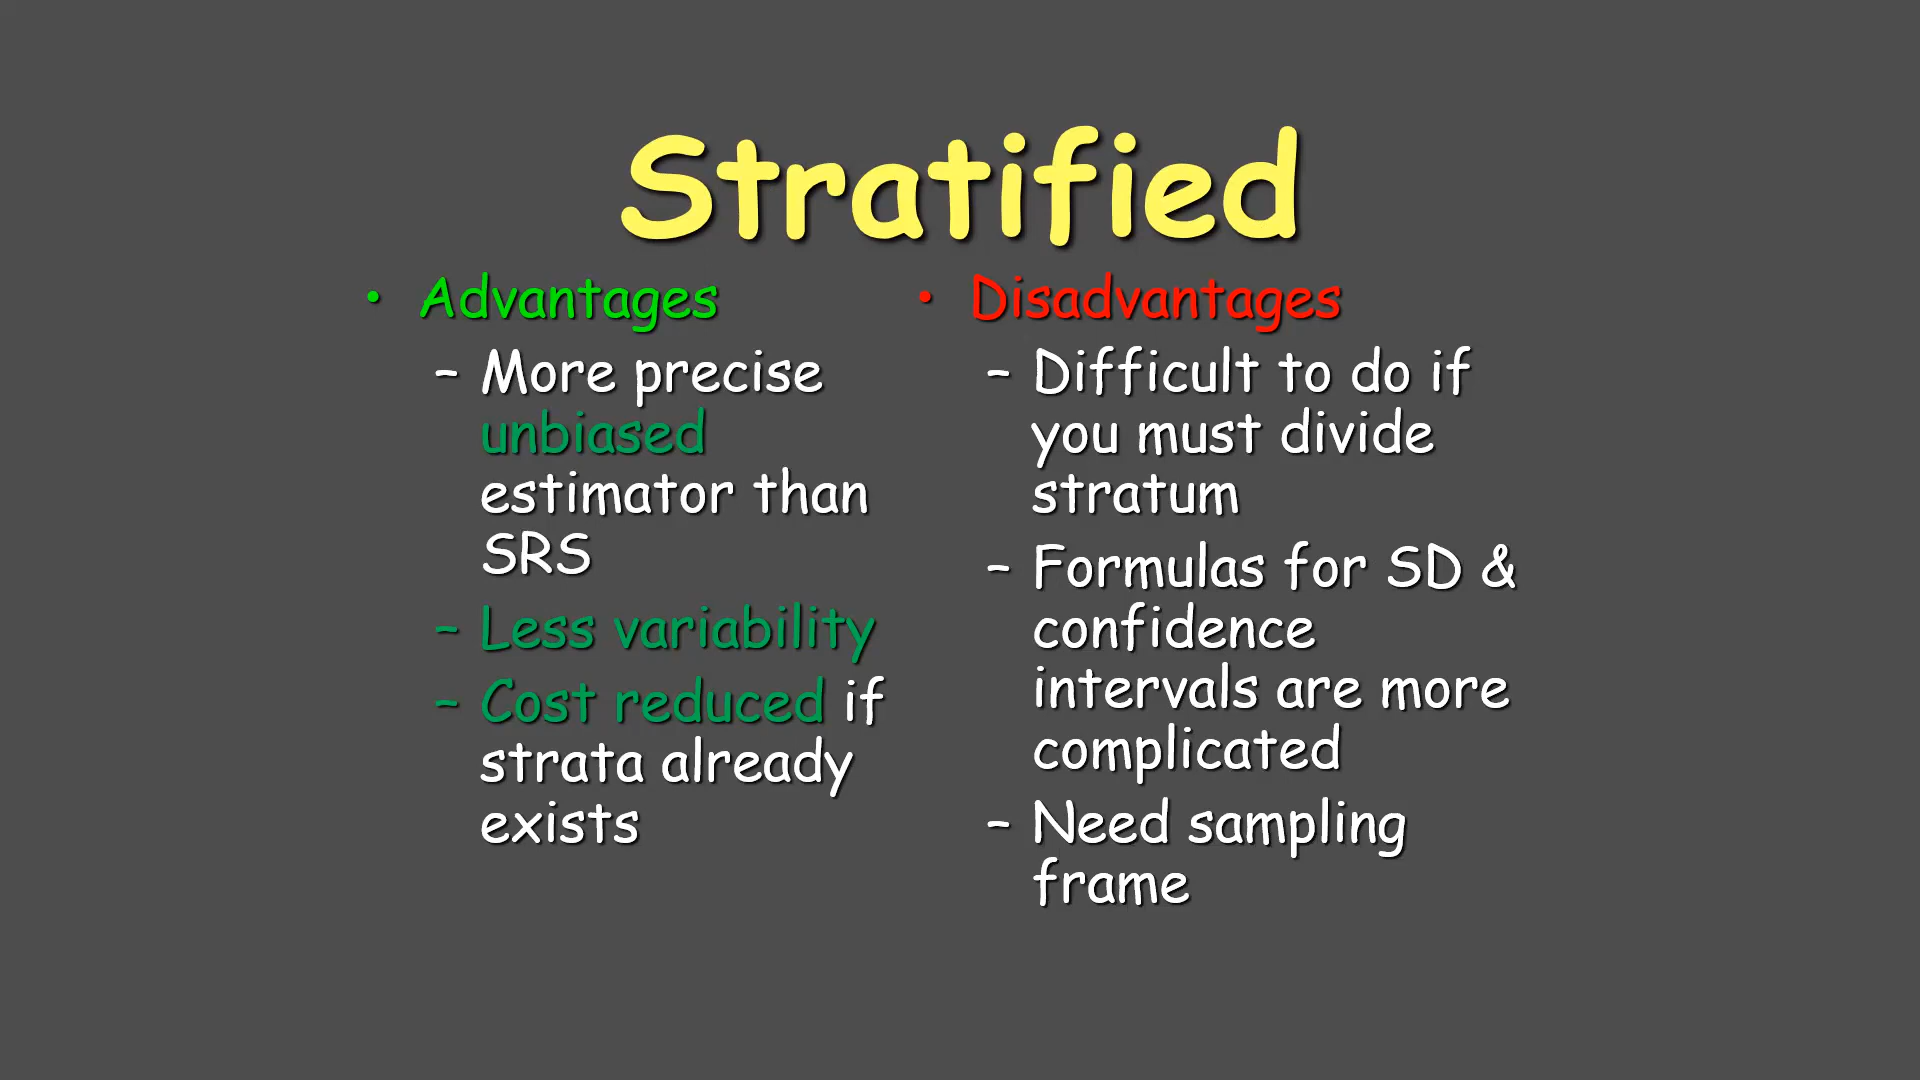 Stratified
• Advantages
– More precise
unbiased
estimator than
SRS
– Less variability
– Cost reduced if
strata already
exists
• Disadvantages
– Difficult to do if
you must divide
stratum
– Formulas for SD &
confidence
intervals are more
complicated
– Need sampling
frame